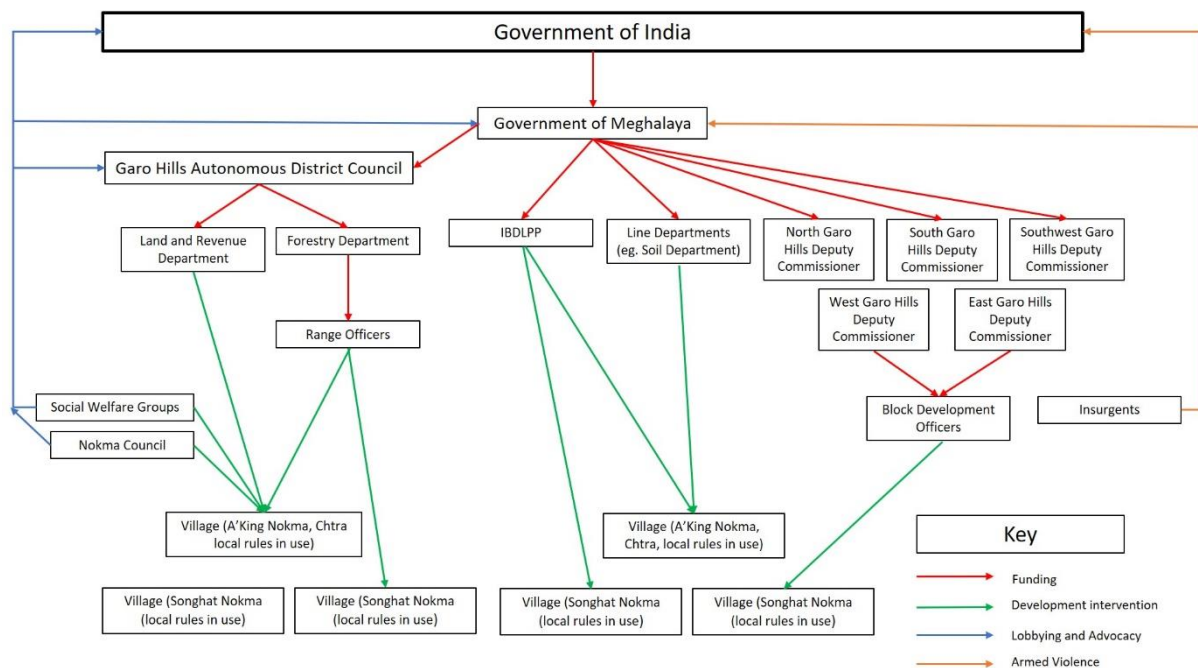 Government of India
Government of Meghalaya
Garo Hills Autonomous District Council
Land and Revenue
Department
Forestry Department
IBDLPP
Line Departments
(eg. Soil Department)
North Garo
Hills Deputy
Commissioner
South Garo
Hills Deputy
Commissioner
Southwest Garo
Hills Deputy
Commissioner
West Garo Hills
Deputy
Commissioner
East Garo Hills
Deputy
Commissioner
Range Officers
Social Welfare Groups
Nokma Council
Block Development
Officers
Insurgents
Village (A'King Nokma, Chtra
local rules in use)
Village (A'King Nokma,
Chtra, local rules in use)
Village (Songhat Nokma
(local rules in use)
Village (Songhat Nokma
(local rules in use)
Village (Songhat Nokma
(local rules in use)
Village (Songhat Nokma
(local rules in use)
Key
Funding
Development intervention
Lobbying and Advocacy
Armed Violence